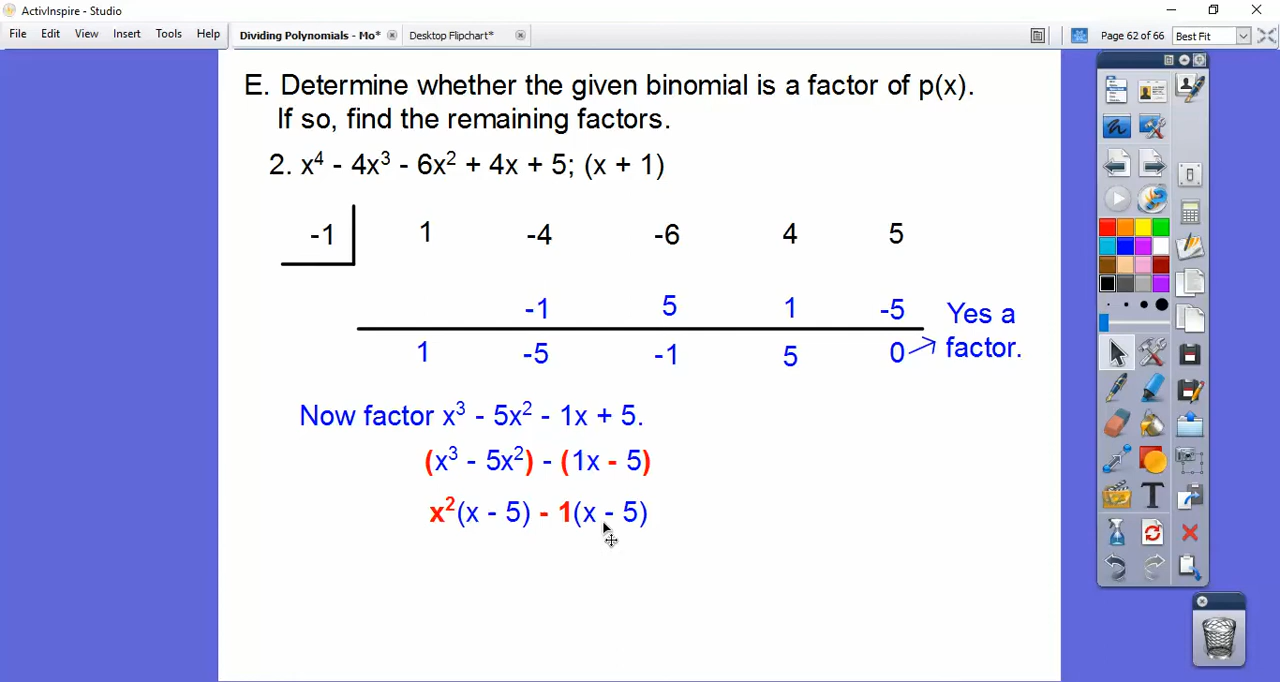 ActivInspire - Studio
File Edit View Insert Tools Help
Dividing Polynomials - Mo* Desktop Flipchart*
Page 62 of 66 Best Fit
E. Determine whether the given binomial is a factor of p(x).
If so, find the remaining factors.
2. x⁴ - 4x³ - 6x² + 4x + 5; (x + 1)
-1 1 -4 -6 4 5
-1 5 1 -5
1 -5 -1 5 0
Yes a
factor.
Now factor x³ - 5x² - 1x + 5.
(x³ - 5x²) - (1x - 5)
x²(x - 5) - 1(x - 5)